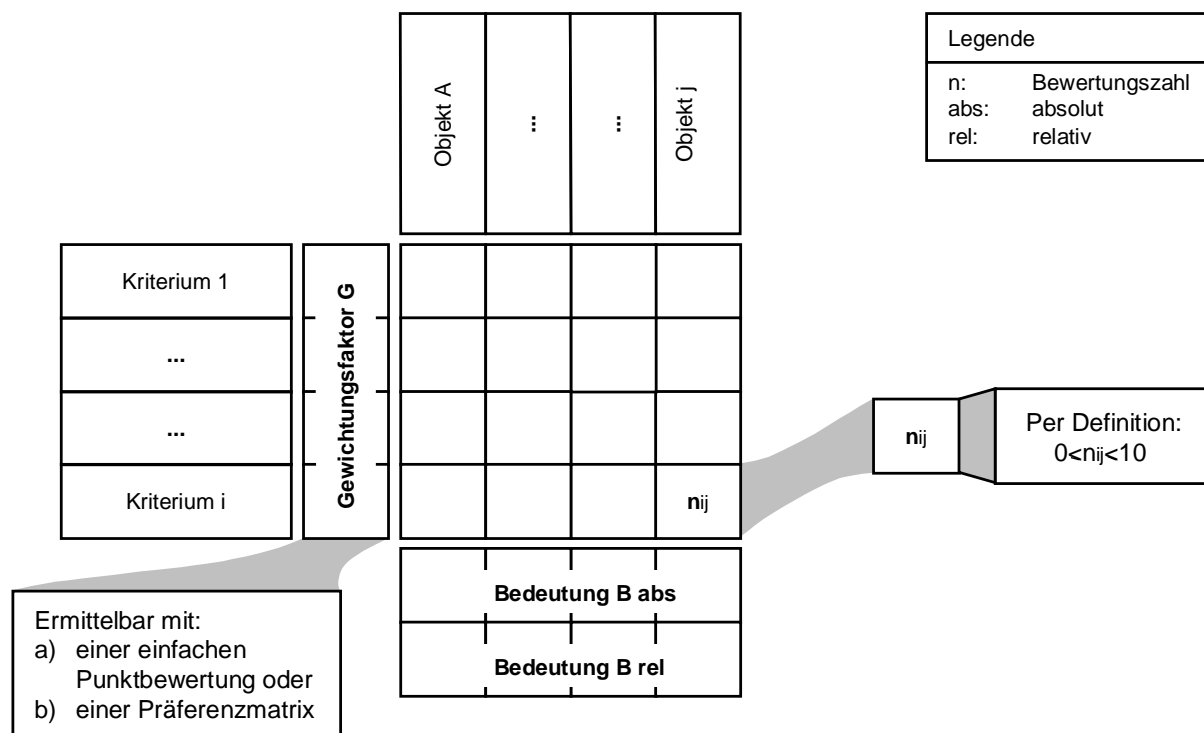 Objekt A
...
...
Objekt j
Legende
n: Bewertungszahl
abs: absolut
rel: relativ
Kriterium 1
...
...
Kriterium i
Gewichtungsfaktor G
nij
nij
Per Definition:
0<nij<10
Bedeutung B abs
Bedeutung B rel
Ermittelbar mit:
a) einer einfachen
Punktbewertung oder
b) einer Präferenzmatrix